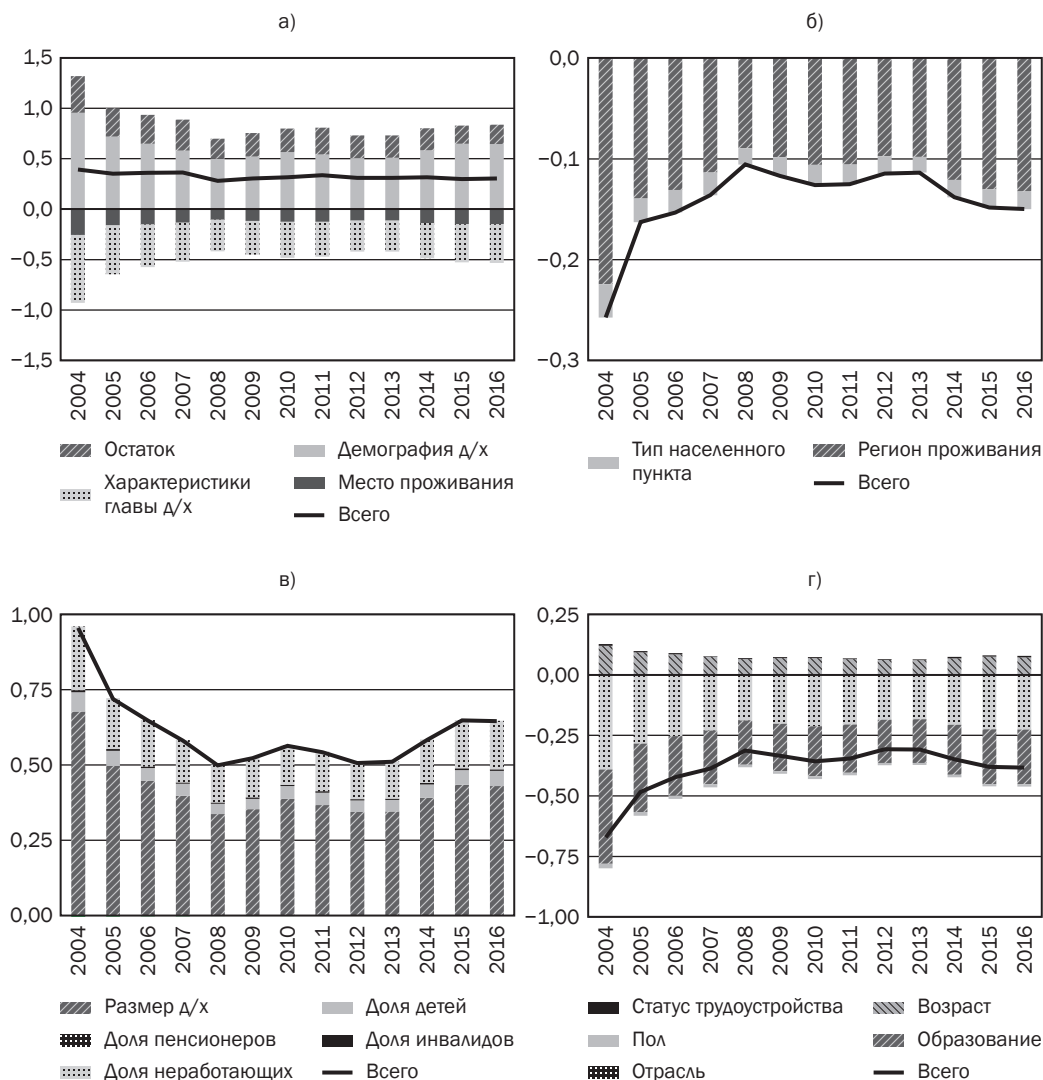 а)
1,5
1,0
0,5
0,0
−0,5
−1,0
−1,5
2004 2005 2006 2007 2008 2009 2010 2011 2012 2013 2014 2015 2016
Остаток
Демография д/х
Характеристики
главы д/х
Место проживания
Всего
б)
0,0
−0,1
−0,2
−0,3
2004 2005 2006 2007 2008 2009 2010 2011 2012 2013 2014 2015 2016
Тип населенного
пункта
Регион проживания
Всего
в)
1,00
0,75
0,50
0,25
0,00
2004 2005 2006 2007 2008 2009 2010 2011 2012 2013 2014 2015 2016
Размер д/х
Доля детей
Доля пенсионеров
Доля инвалидов
Доля неработающих
Всего
г)
0,25
0,00
−0,25
−0,50
−0,75
−1,00
2004 2005 2006 2007 2008 2009 2010 2011 2012 2013 2014 2015 2016
Статус трудоустройства
Возраст
Пол
Образование
Отрасль
Всего